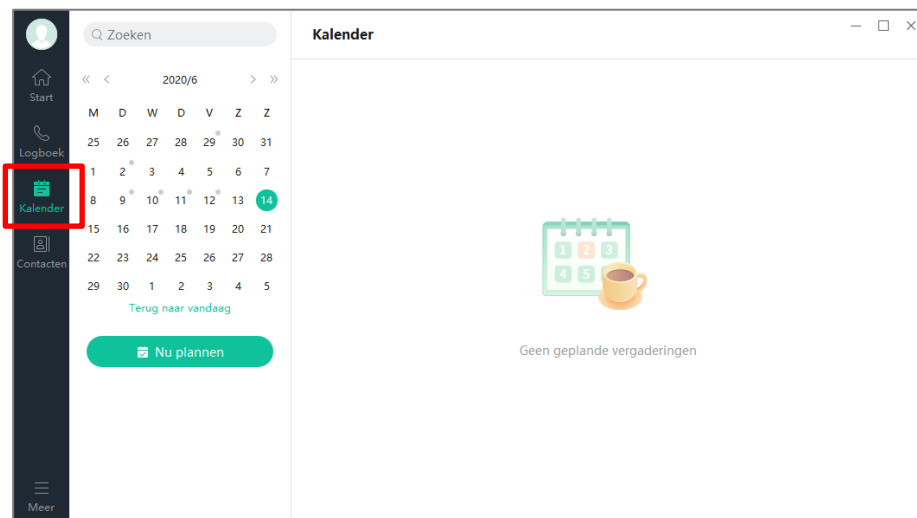 Zoeken
Kalender
Start
Logboek
Kalender
Contacten
Meer
« < 2020/6 > »
M D W D V Z Z
25 26 27 28 29 30 31
1 2 3 4 5 6 7
8 9 10 11 12 13 14
15 16 17 18 19 20 21
22 23 24 25 26 27 28
29 30 1 2 3 4 5
Terug naar vandaag
Nu plannen
1 2 3
4 5
Geen geplande vergaderingen